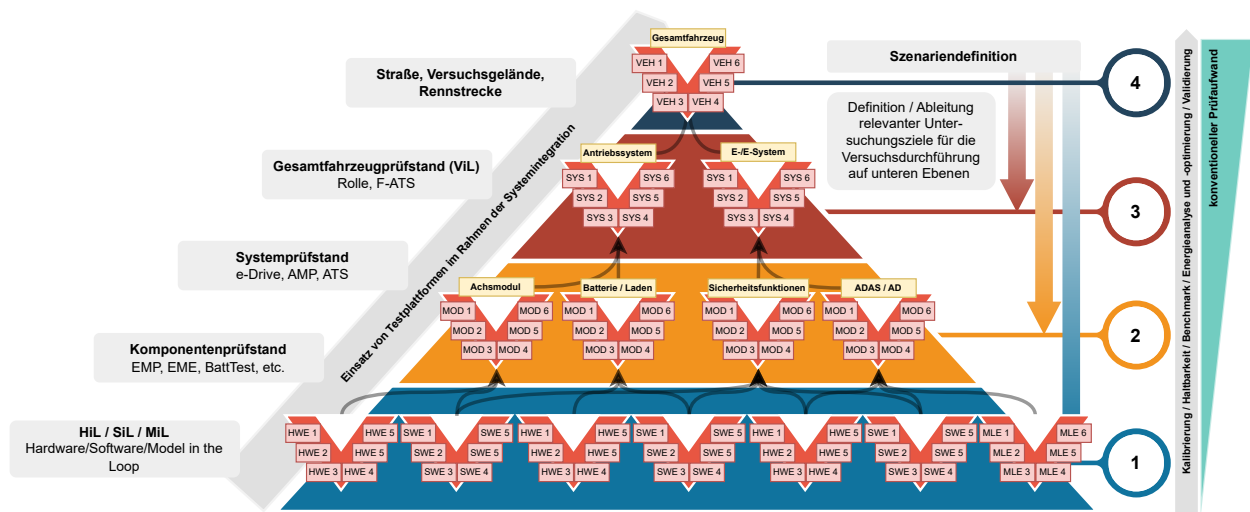 Gesamtfahrzeug
VEH 1
VEH 6
VEH 2
VEH 5
VEH 3
VEH 4
Straße, Versuchsgelände,
Rennstrecke
Szenariendefinition
4
Definition / Ableitung
relevanter Unter-
suchungsziele für die
Versuchsdurchführung
auf unteren Ebenen
Gesamtfahrzeugprüfstand (ViL)
Rolle, F-ATS
Antriebssystem
E-/E-System
SYS 1
SYS 6
SYS 1
SYS 6
SYS 2
SYS 5
SYS 2
SYS 5
SYS 3
SYS 4
SYS 3
SYS 4
3
Systemprüfstand
e-Drive, AMP, ATS
Achsmodul
Batterie / Laden
Sicherheitsfunktionen
ADAS / AD
MOD 1
MOD 6
MOD 1
MOD 6
MOD 1
MOD 6
MOD 1
MOD 6
MOD 2
MOD 5
MOD 2
MOD 5
MOD 2
MOD 5
MOD 2
MOD 5
MOD 3
MOD 4
MOD 3
MOD 4
MOD 3
MOD 4
MOD 3
MOD 4
2
Komponentenprüfstand
EMP, EME, BattTest, etc.
HiL / SiL / MiL
Hardware/Software/Model in the
Loop
HWE 1
HWE 5
SWE 1
SWE 5
HWE 1
HWE 5
SWE 1
SWE 5
HWE 1
HWE 5
SWE 1
SWE 5
MLE 1
MLE 6
HWE 2
HWE 5
SWE 2
SWE 5
HWE 2
HWE 5
SWE 2
SWE 5
HWE 2
HWE 5
SWE 2
SWE 5
MLE 2
MLE 5
HWE 3
HWE 4
SWE 3
SWE 4
HWE 3
HWE 4
SWE 3
SWE 4
HWE 3
HWE 4
SWE 3
SWE 4
MLE 3
MLE 4
1
Einsatz von Testplattformen im Rahmen der Systemintegration
Kalibrierung / Haltbarkeit / Benchmark / Energieanalyse und -optimierung / Validierung
konventioneller Prüfaufwand